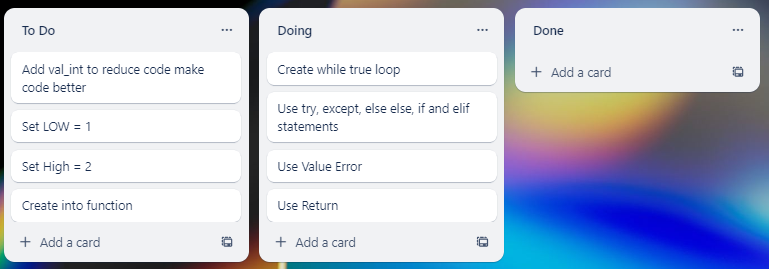 To Do
Add val_int to reduce code make
code better
Set LOW = 1
Set High = 2
Create into function
+ Add a card
Doing
Create while true loop
Use try, except, else else, if and elif
statements
Use Value Error
Use Return
+ Add a card
Done
+ Add a card